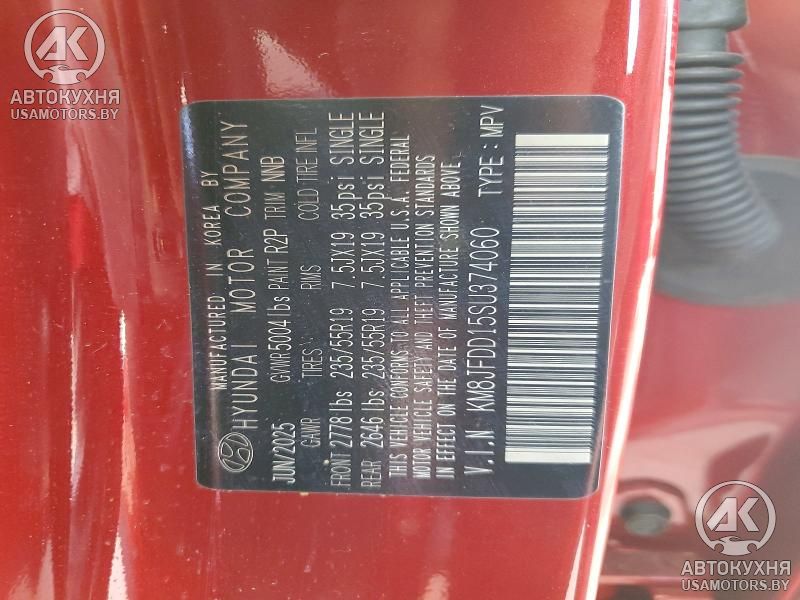 AK
АВТОКУХНЯ
USAMOTORS.BY
MANUFACTURED IN KOREA BY
HYUNDAI MOTOR COMPANY
JUN/2025 GVWR5004lbs PAINT R2P TRIM NNB
GAWR TIRES RIMS COLD TIRE INFL
FRONT 2778 lbs 235/55R19 7.5JX19 35psi SINGLE
REAR 2646 lbs 235/55R19 7.5JX19 35psi SINGLE
THIS VEHICLE CONFORMS TO ALL APPLICABLE U.S.A. FEDERAL
MOTOR VEHICLE SAFETY AND THEFT PREVENTION STANDARDS
IN EFFECT ON THE DATE OF MANUFACTURE SHOWN ABOVE.
V.I.N KM8JFDD15SU374060 TYPE : MPV
AK
АВТОКУХНЯ
USAMOTORS.BY